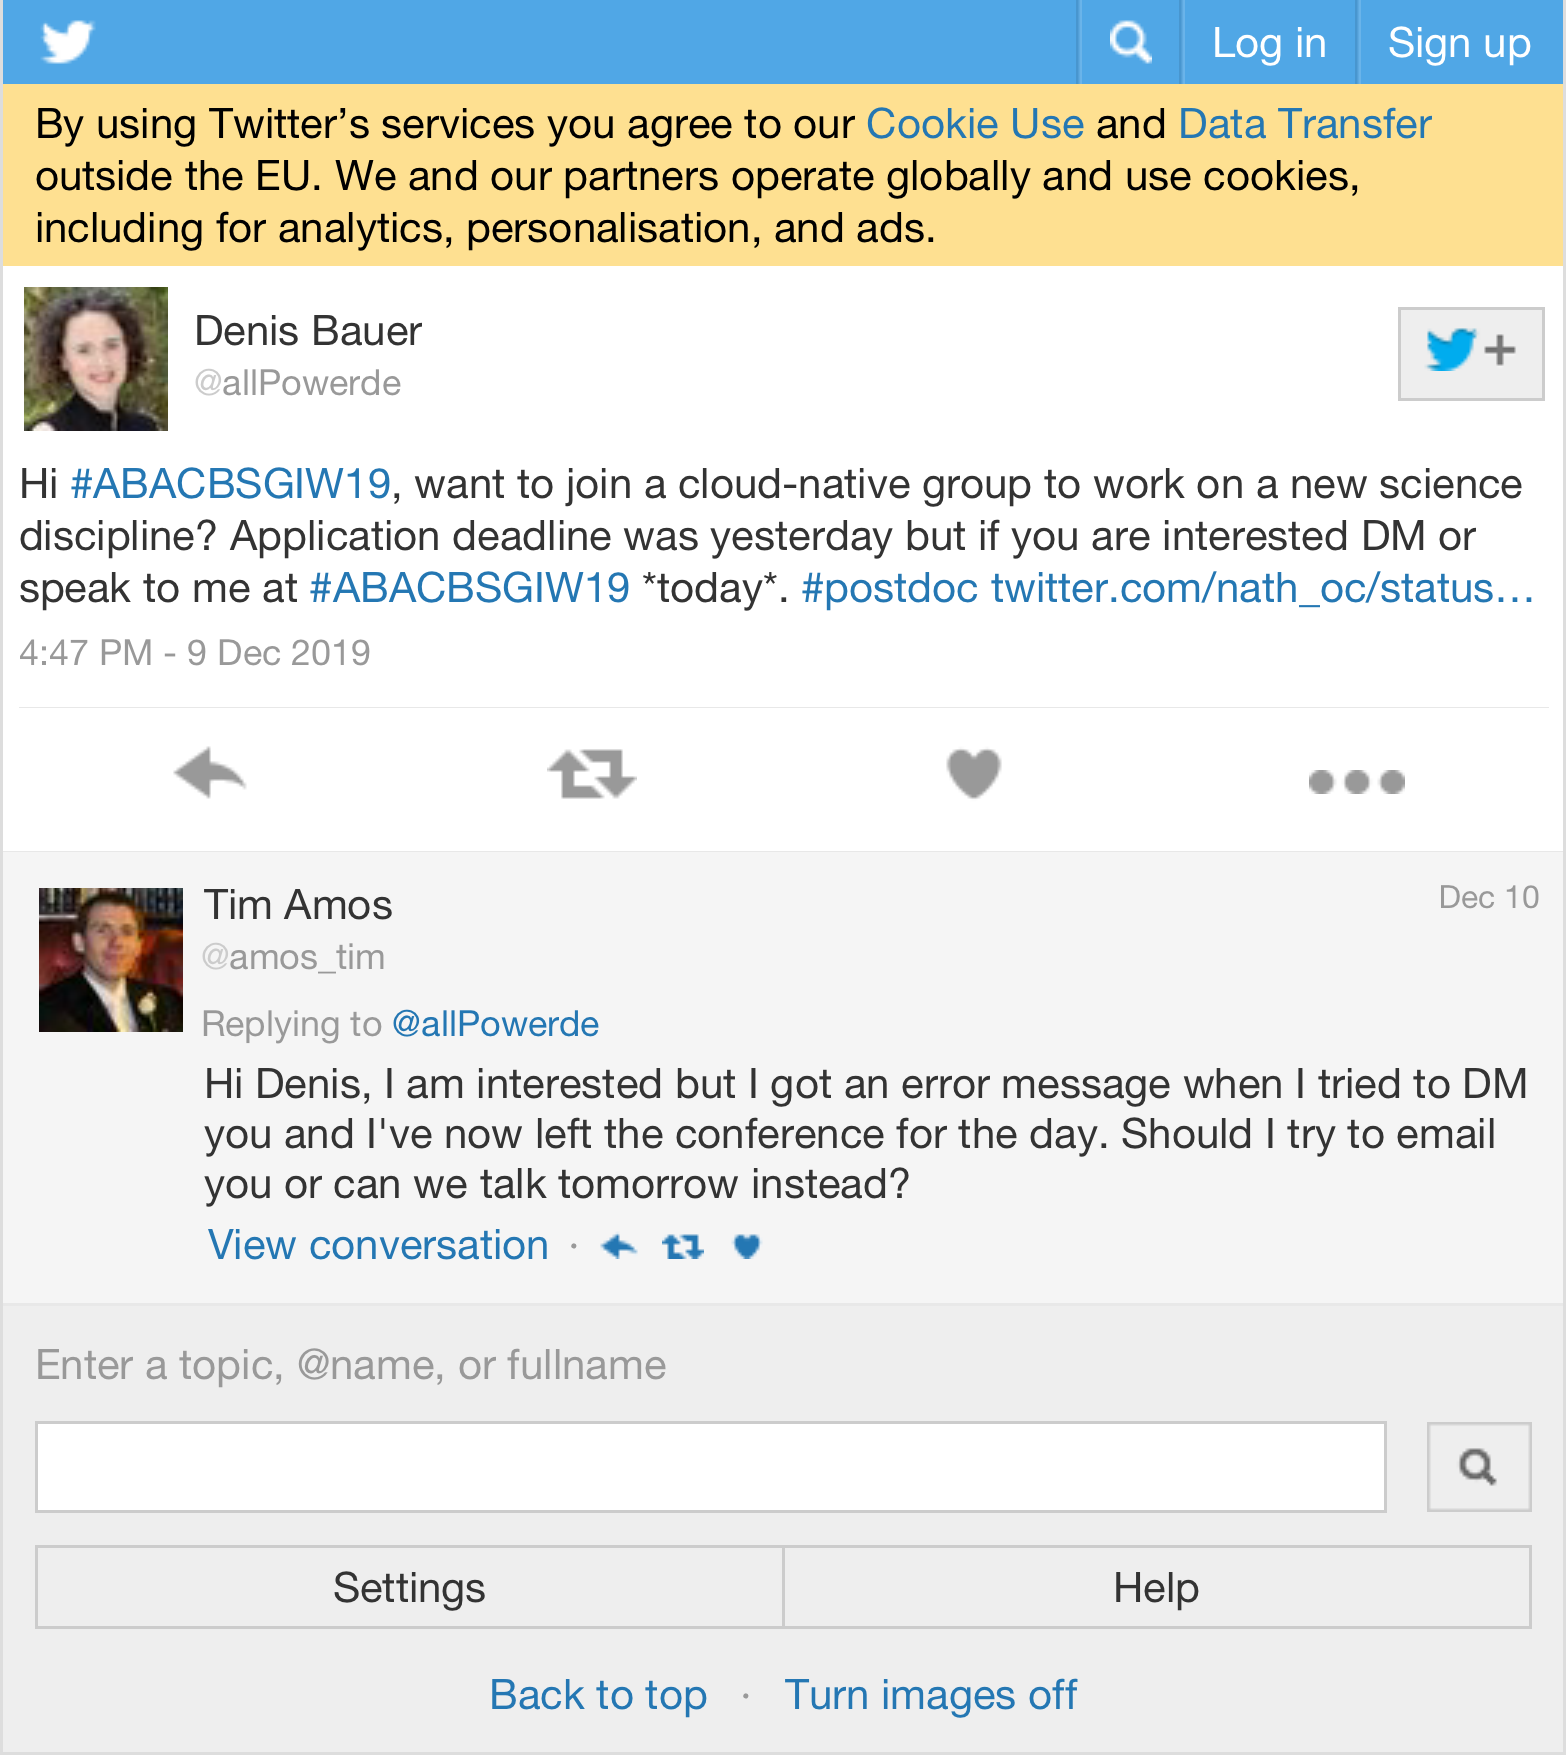 Log in
Sign up
By using Twitter’s services you agree to our Cookie Use and Data Transfer
outside the EU. We and our partners operate globally and use cookies,
including for analytics, personalisation, and ads.
Denis Bauer
@allPowerde
+
Hi #ABACBSGIW19, want to join a cloud-native group to work on a new science
discipline? Application deadline was yesterday but if you are interested DM or
speak to me at #ABACBSGIW19 *today*. #postdoc twitter.com/nath_oc/status…
4:47 PM - 9 Dec 2019
Tim Amos
Dec 10
@amos_tim
Replying to @allPowerde
Hi Denis, I am interested but I got an error message when I tried to DM
you and I've now left the conference for the day. Should I try to email
you or can we talk tomorrow instead?
View conversation ·
Enter a topic, @name, or fullname
Settings
Help
Back to top · Turn images off